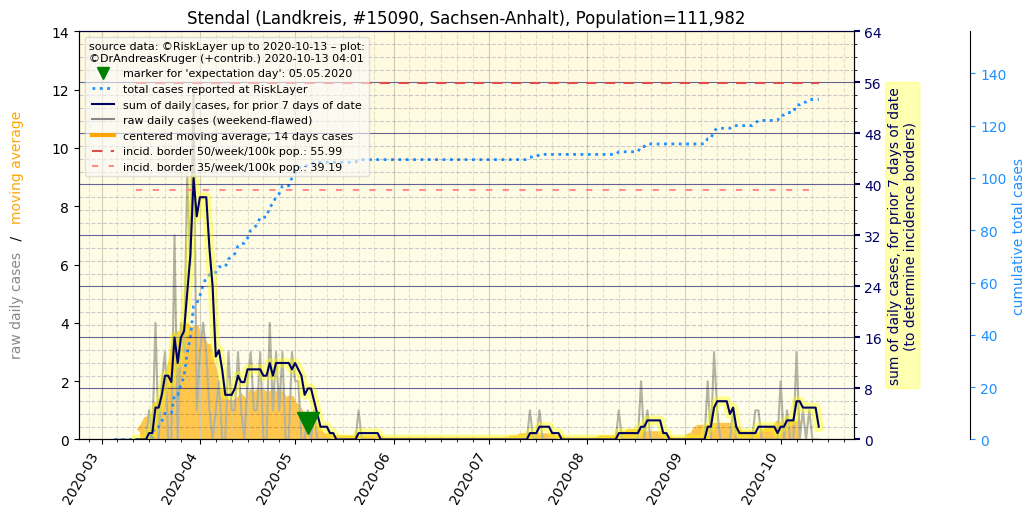 Stendal (Landkreis, #15090, Sachsen-Anhalt), Population=111,982
source data: ©RiskLayer up to 2020-10-13 – plot:
©DrAndreasKruger (+contrib.) 2020-10-13 04:01
marker for 'expectation day': 05.05.2020
total cases reported at RiskLayer
sum of daily cases, for prior 7 days of date
raw daily cases (weekend-flawed)
centered moving average, 14 days cases
incid. border 50/week/100k pop.: 55.99
incid. border 35/week/100k pop.: 39.19
raw daily cases / moving average
14
12
10
8
6
4
2
0
64
56
48
40
32
24
16
8
0
sum of daily cases, for prior 7 days of date
(to determine incidence borders)
140
120
100
80
60
40
20
0
cumulative total cases
2020-03
2020-04
2020-05
2020-06
2020-07
2020-08
2020-09
2020-10